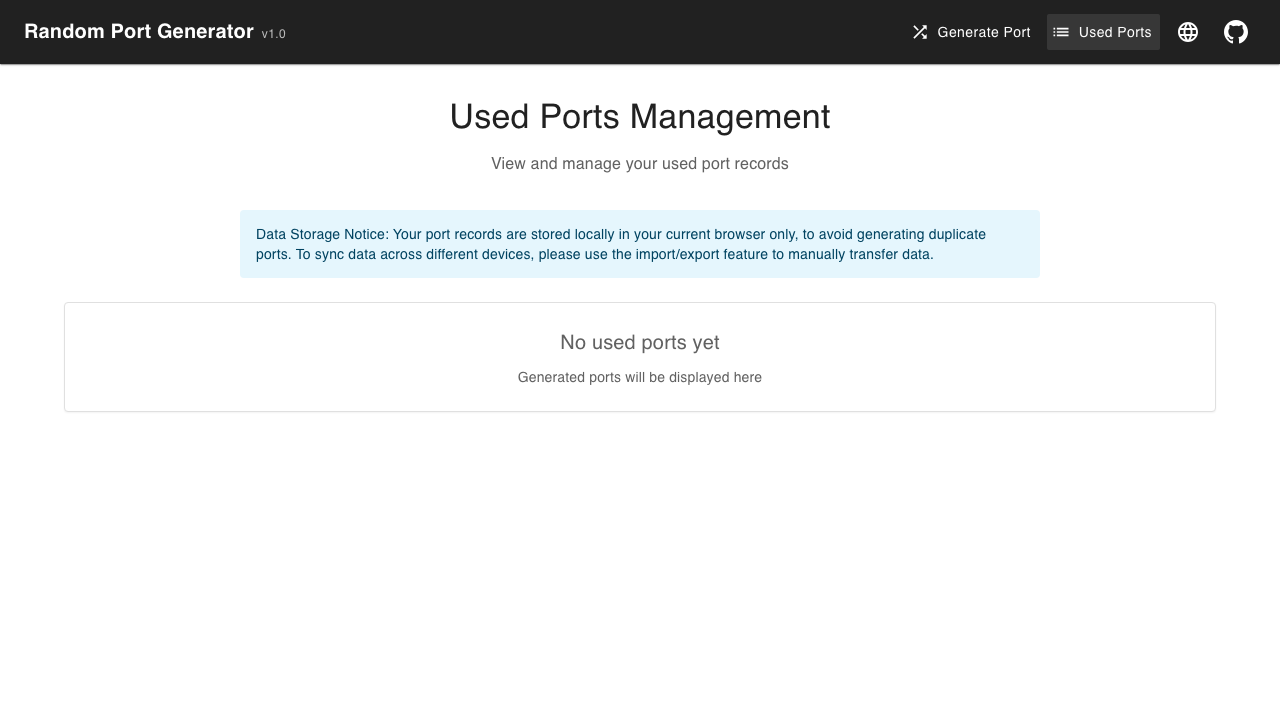 Random Port Generator v1.0
Generate Port
Used Ports
Used Ports Management
View and manage your used port records
Data Storage Notice: Your port records are stored locally in your current browser only, to avoid generating duplicate
ports. To sync data across different devices, please use the import/export feature to manually transfer data.
No used ports yet
Generated ports will be displayed here